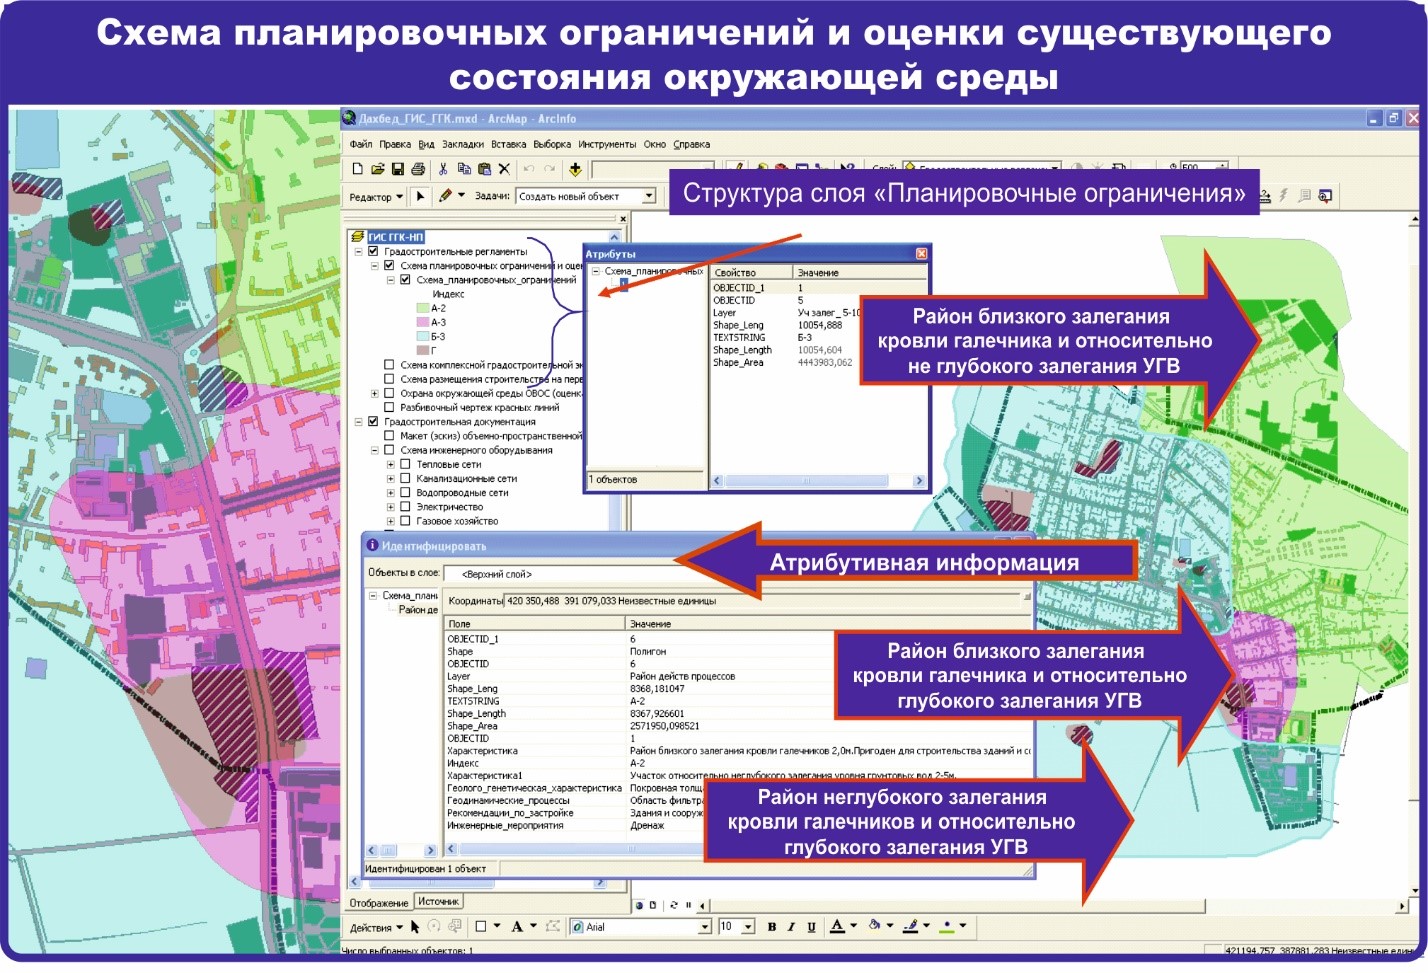 Схема планировочных ограничений и оценки существующего
состояния окружающей среды
Дахбед_ГИС_ГГК.mxd - ArcMap - ArcInfo
Файл Правка Вид Закладки Вставка Выборка Инструменты Окно Справка
500
Редактор Задачи: Создать новый объект
Структура слоя «Планировочные ограничения»
ГИС ГГК-НП
Градостроительные регламенты
Схема планировочных ограничений и оце
Схема_планировочных_ограничений
Индекс
А-2
А-3
Б-3
Г
Схема комплексной градостроительной эк
Схема размещения строительства на перв
Охрана окружающей среды ОВОС (оценка
Разбивочный чертеж красных линий
Градостроительная документация
Макет (эскиз) объемно-пространственной
Схема инженерного оборудывания
Тепловые сети
Канализационные сети
Водопроводные сети
Электричество
Газовое хозяйство
Атрибуты
Схема_планировочных
1
Свойство Значение
OBJECTID_1 1
OBJECTID 5
Layer Уч залег_ 5-10
Shape_Leng 10054,888
TEXTSTRING Б-3
Shape_Length 10054,604
Shape_Area 4443983,062
1 объектов
Район близкого залегания
кровли галечника и относительно
не глубокого залегания УГВ
Идентифицировать
Атрибутивная информация
Объекты в слое: <Верхний слой>
Схема_плани
Район де
Координаты: 420 350,488 391 079,033 Неизвестные единицы
Поле Значение
OBJECTID_1 6
Shape Полигон
OBJECTID 6
Layer Район действ процессов
Shape_Leng 8368,181047
TEXTSTRING А-2
Shape_Length 8367,926601
Shape_Area 2571950,098521
OBJECTID 1
Характеристика Район близкого залегания кровли галечников 2,0м.Пригоден для строительства зданий и сс
Индекс А-2
Характеристика1 Участок относительно неглубокого залегания уровня грунтовых вод 2-5м.
Геолого_генетическая_характеристика Покровная толщ
Геодинамические_процессы Область фильтра
Рекомендации_по_застройке Здания и сооруж
Инженерные_мероприятия Дренаж
Идентифицирован 1 объект
Район близкого залегания
кровли галечника и относительно
глубокого залегания УГВ
Район неглубокого залегания
кровли галечников и относительно
глубокого залегания УГВ
Отображение Источник
Действия A Arial 10 B I U A
Число выбранных объектов: 1
421194,757 387881,283 Неизвестные един